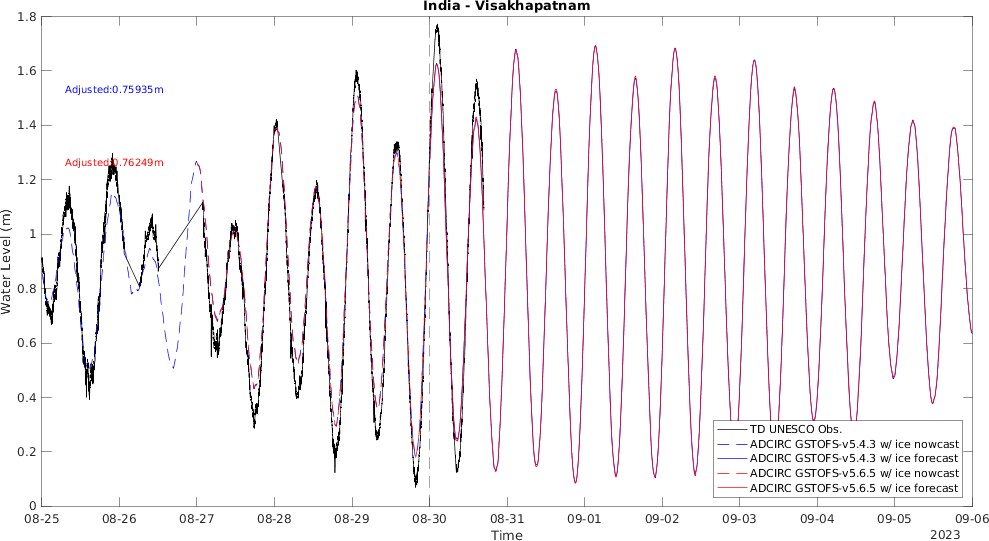 India - Visakhapatnam
Water Level (m)
1.8
1.6
1.4
1.2
1
0.8
0.6
0.4
0.2
0
Adjusted:0.75935m
Adjusted:0.76249m
TD UNESCO Obs.
ADCIRC GSTOFS-v5.4.3 w/ ice nowcast
ADCIRC GSTOFS-v5.4.3 w/ ice forecast
ADCIRC GSTOFS-v5.6.5 w/ ice nowcast
ADCIRC GSTOFS-v5.6.5 w/ ice forecast
08-25 08-26 08-27 08-28 08-29 08-30 08-31 09-01 09-02 09-03 09-04 09-05 09-06
Time
2023